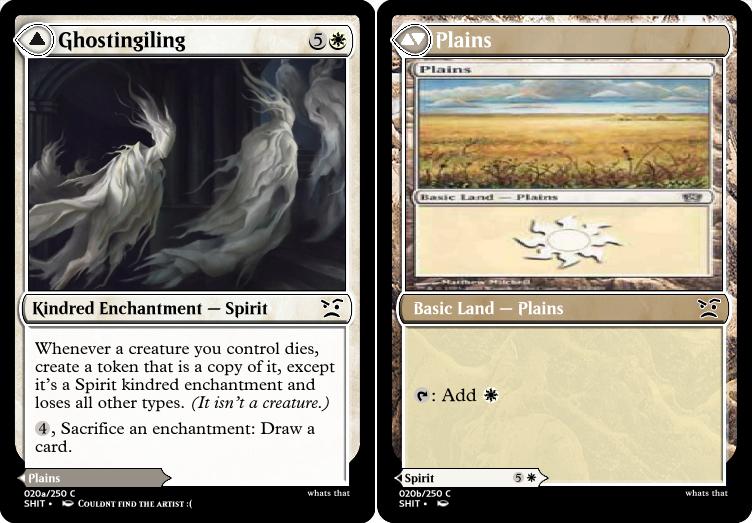 Ghostingiling 5
Kindred Enchantment — Spirit
Whenever a creature you control dies,
create a token that is a copy of it, except
it's a Spirit kindred enchantment and
loses all other types. (It isn't a creature.)
4, Sacrifice an enchantment: Draw a
card.
Plains
020a/250 C
whats that
SHIT • Couldnt find the artist :(
Plains
Plains
Basic Land — Plains
Matthew Mitchell
Basic Land — Plains
: Add
Spirit 5
020b/250 C
whats that
SHIT •